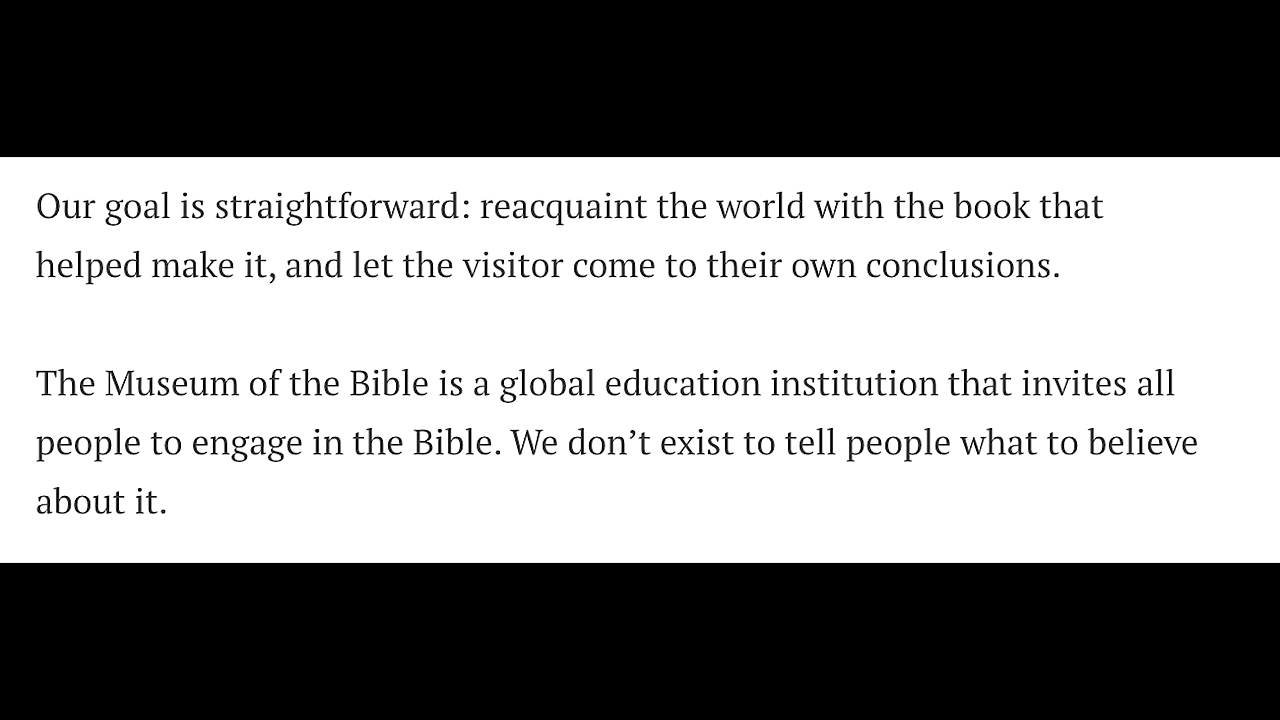 Our goal is straightforward: reacquaint the world with the book that
helped make it, and let the visitor come to their own conclusions.
The Museum of the Bible is a global education institution that invites all
people to engage in the Bible. We don’t exist to tell people what to believe
about it.